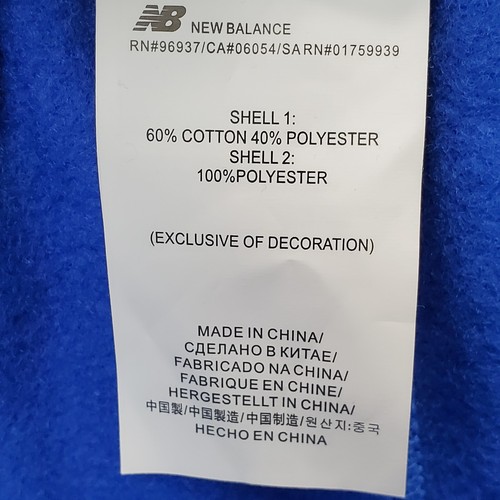 NB NEW BALANCE
RN#96937/CA#06054/SARN#01759939
SHELL 1:
60% COTTON 40% POLYESTER
SHELL 2:
100%POLYESTER
(EXCLUSIVE OF DECORATION)
MADE IN CHINA/
СДЕЛАНО В КИТАЕ/
FABRICADO NA CHINA/
FABRIQUE EN CHINE/
HERGESTELLT IN CHINA/
中国製/中國製造/中国制造/원산지:중국
HECHO EN CHINA